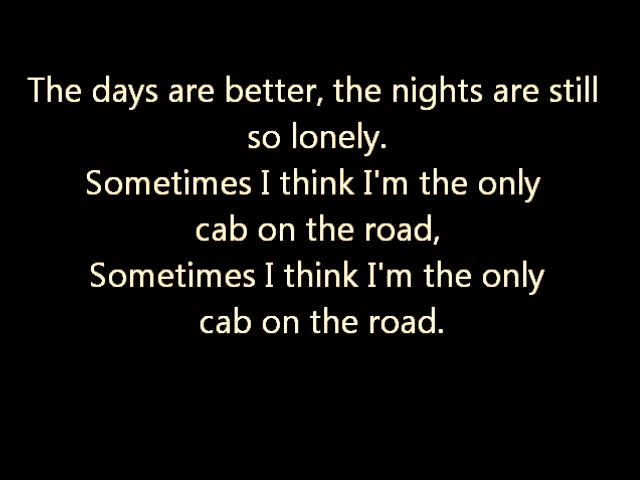 The days are better, the nights are still
so lonely.
Sometimes I think I'm the only
cab on the road,
Sometimes I think I'm the only
cab on the road.